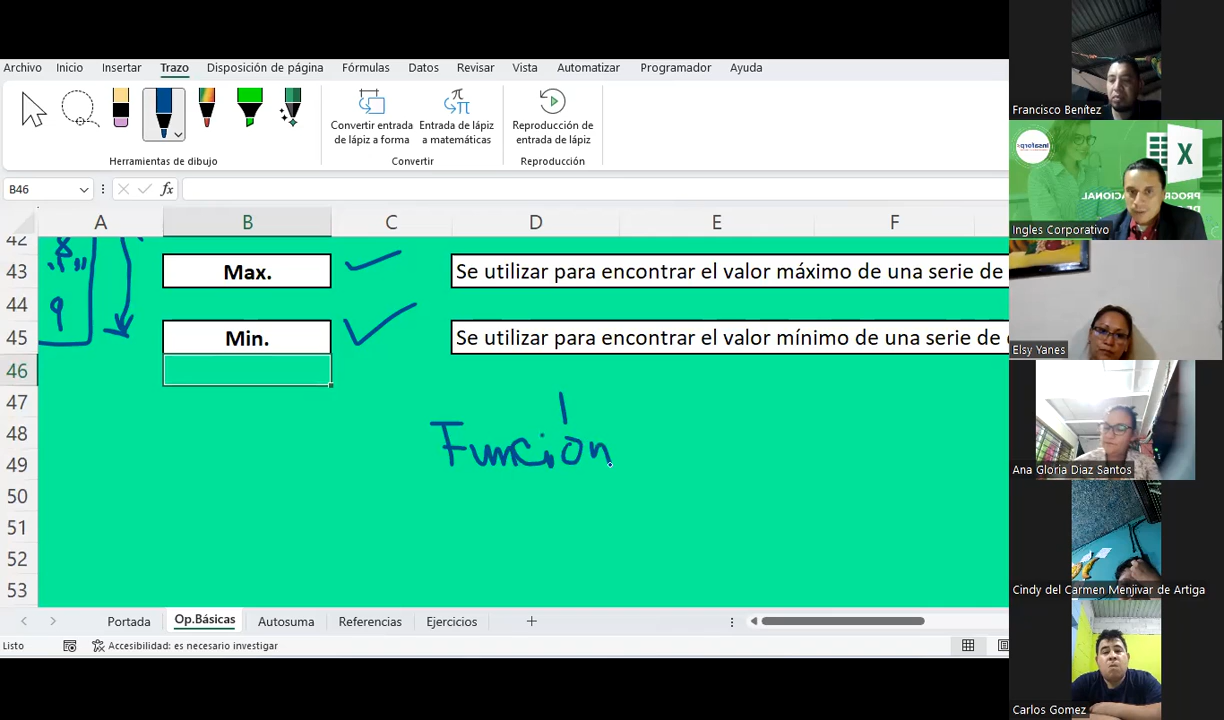 Archivo Inicio Insertar Trazo Disposición de página Fórmulas Datos Revisar Vista Automatizar Programador Ayuda
Convertir entrada de lápiz a forma
Entrada de lápiz a matemáticas
Reproducción de entrada de lápiz
Herramientas de dibujo Convertir Reproducción
B46 fx
A B C D E F
42 8
43 Max. Se utilizar para encontrar el valor máximo de una serie de
44 9
45 Min. Se utilizar para encontrar el valor mínimo de una serie de
46
47
48 Función
49
50
51
52
53
Portada Op.Básicas Autosuma Referencias Ejercicios +
Listo Accesibilidad: es necesario investigar
Francisco Benítez
Insaforp
X
Ingles Corporativo
Elsy Yanes
Ana Gloria Diaz Santos
Cindy del Carmen Menjivar de Artiga
Carlos Gomez